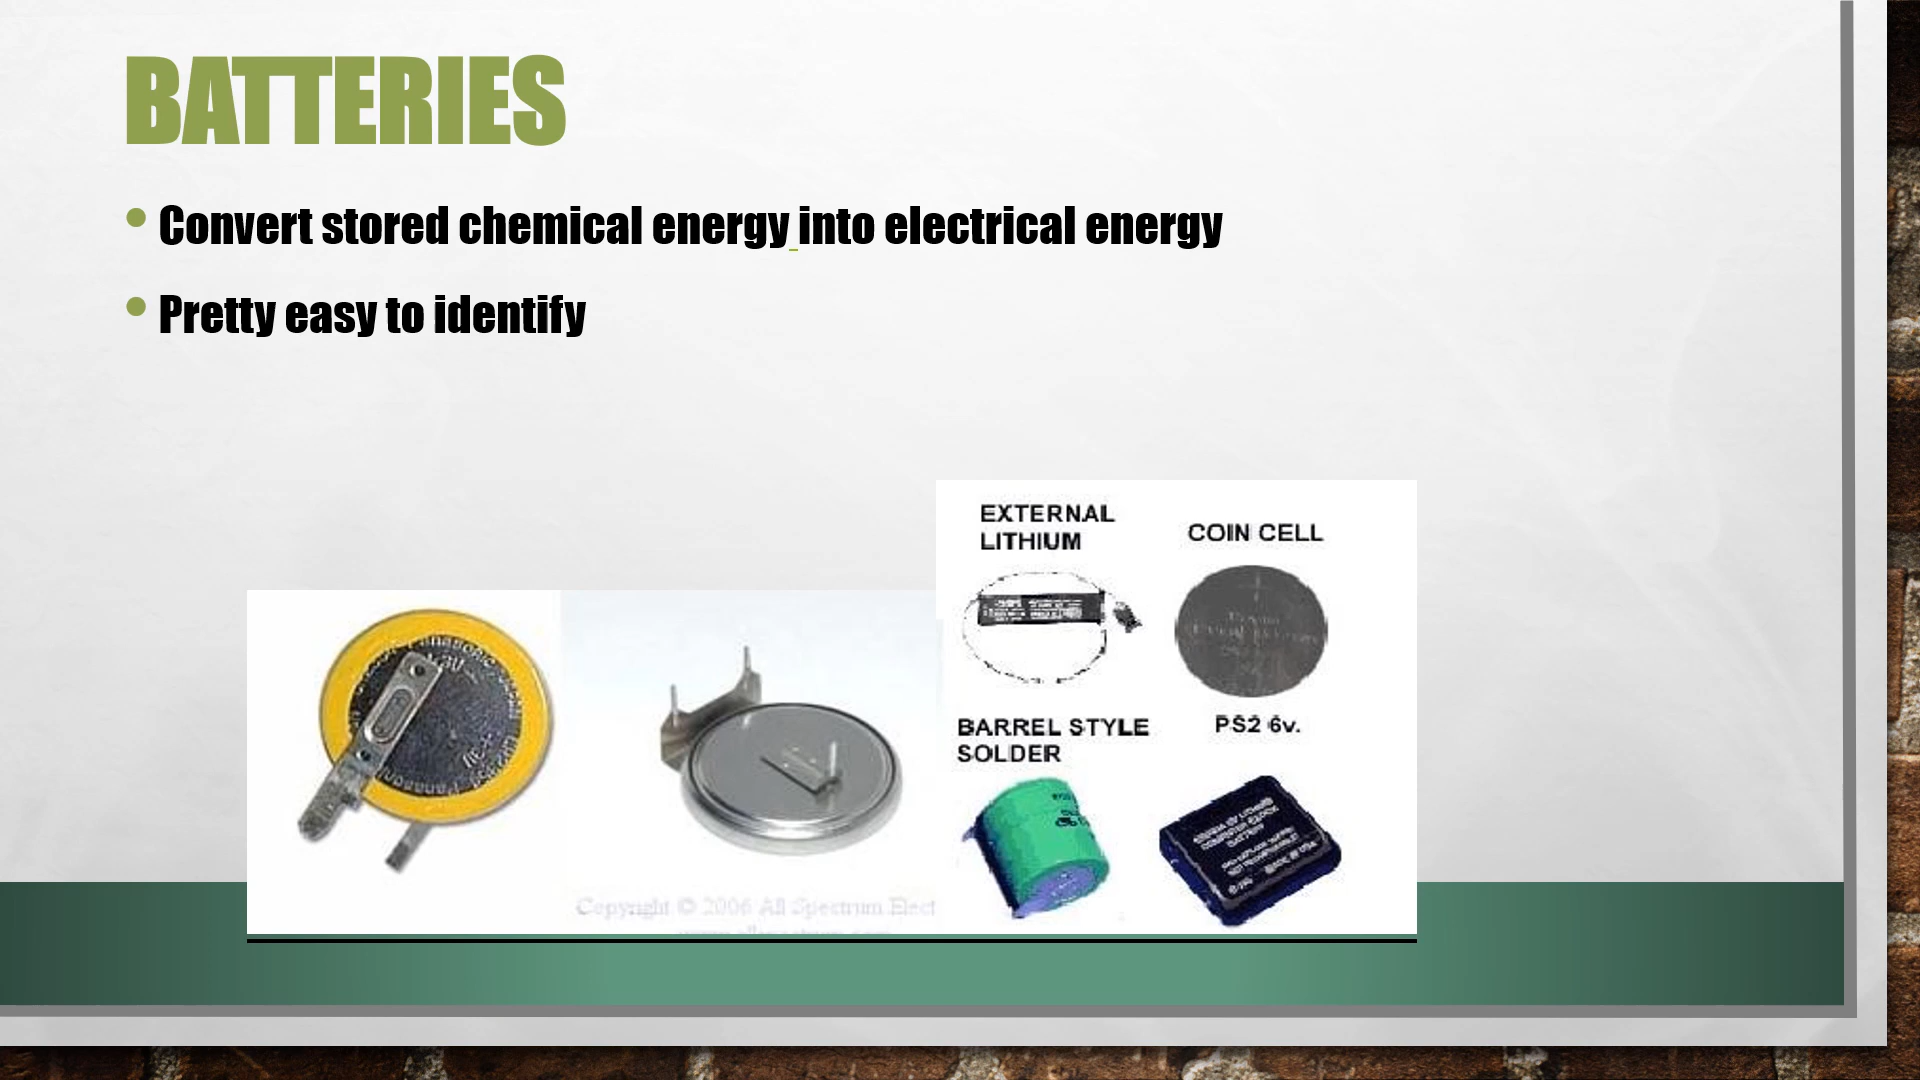 BATTERIES
• Convert stored chemical energy into electrical energy
• Pretty easy to identify
EXTERNAL
LITHIUM
COIN CELL
BARREL STYLE
SOLDER
PS2 6v.
Panasonic
Copyright © 2006 All Spectrum Elect